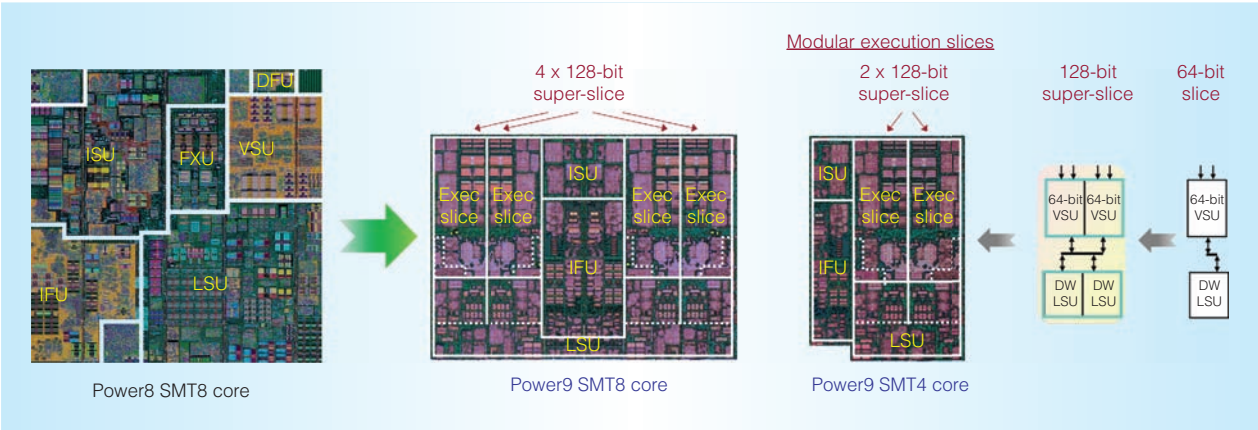 Modular execution slices
4 x 128-bit
super-slice
2 x 128-bit
super-slice
128-bit
super-slice
64-bit
slice
DFU
ISU
FXU
VSU
IFU
LSU
Power8 SMT8 core
ISU
Exec
slice
Exec
slice
Exec
slice
Exec
slice
IFU
LSU
Power9 SMT8 core
ISU
Exec
slice
Exec
slice
IFU
LSU
Power9 SMT4 core
64-bit
VSU
64-bit
VSU
DW
LSU
DW
LSU
64-bit
VSU
DW
LSU